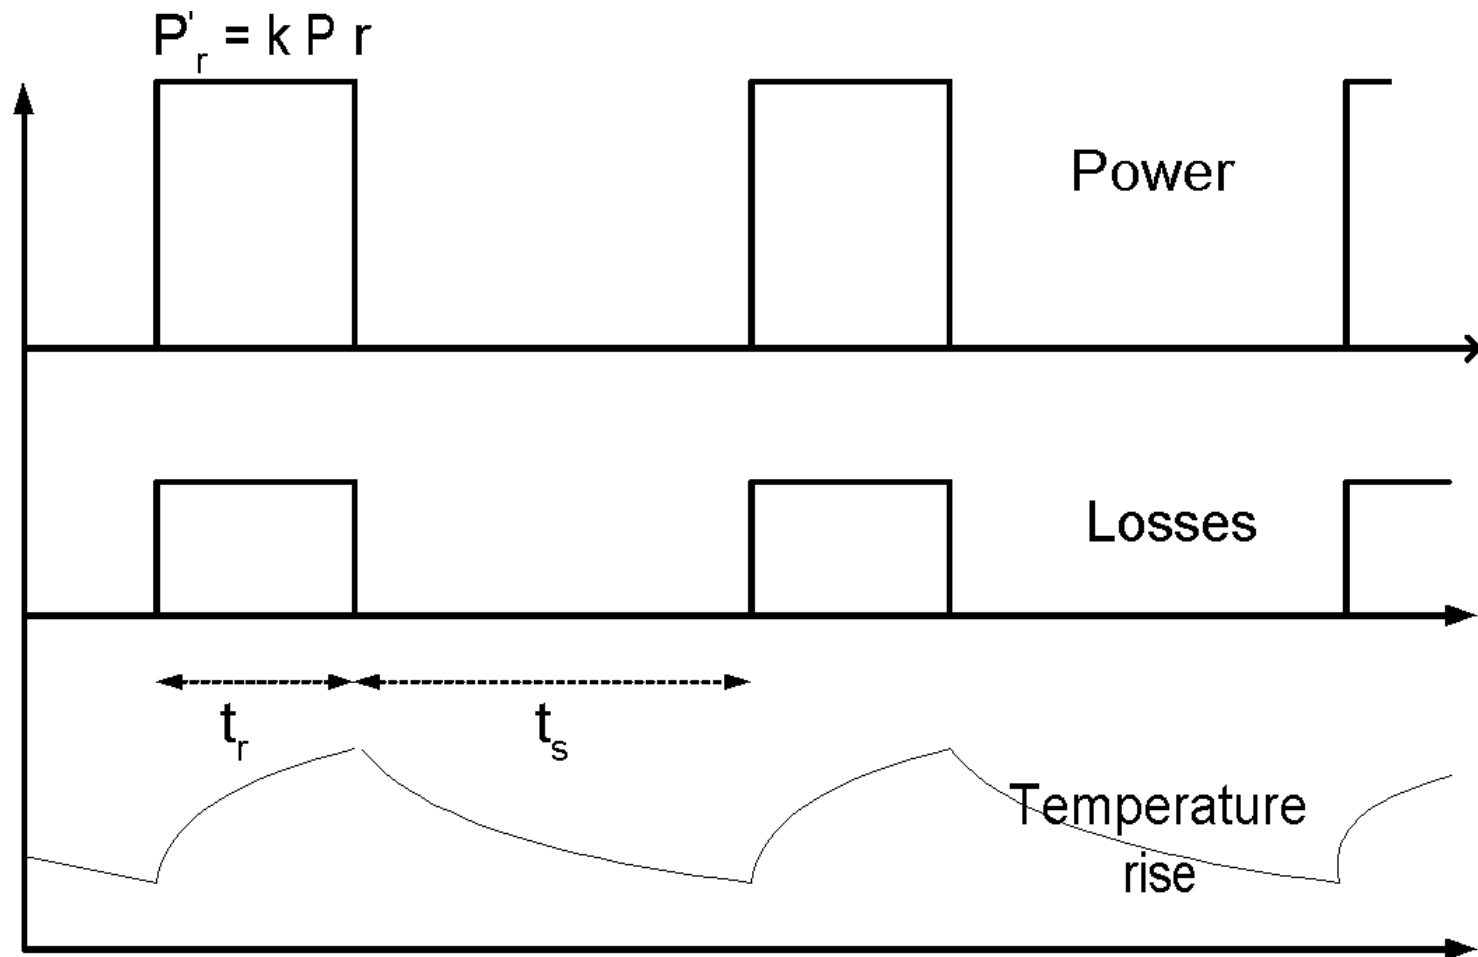 P'r = k P r
Power
Losses
tr
ts
Temperature
rise